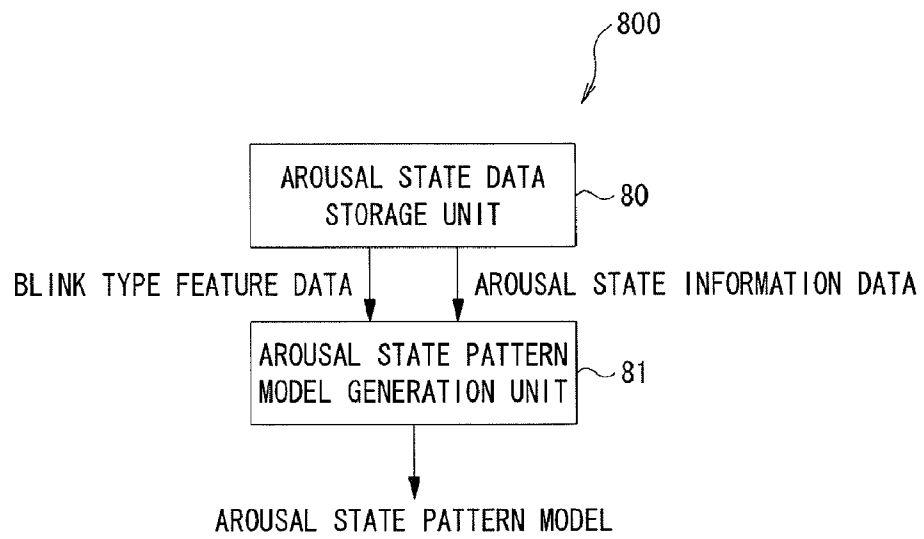 800
AROUSAL STATE DATA
STORAGE UNIT
80
BLINK TYPE FEATURE DATA
AROUSAL STATE INFORMATION DATA
AROUSAL STATE PATTERN
MODEL GENERATION UNIT
81
AROUSAL STATE PATTERN MODEL